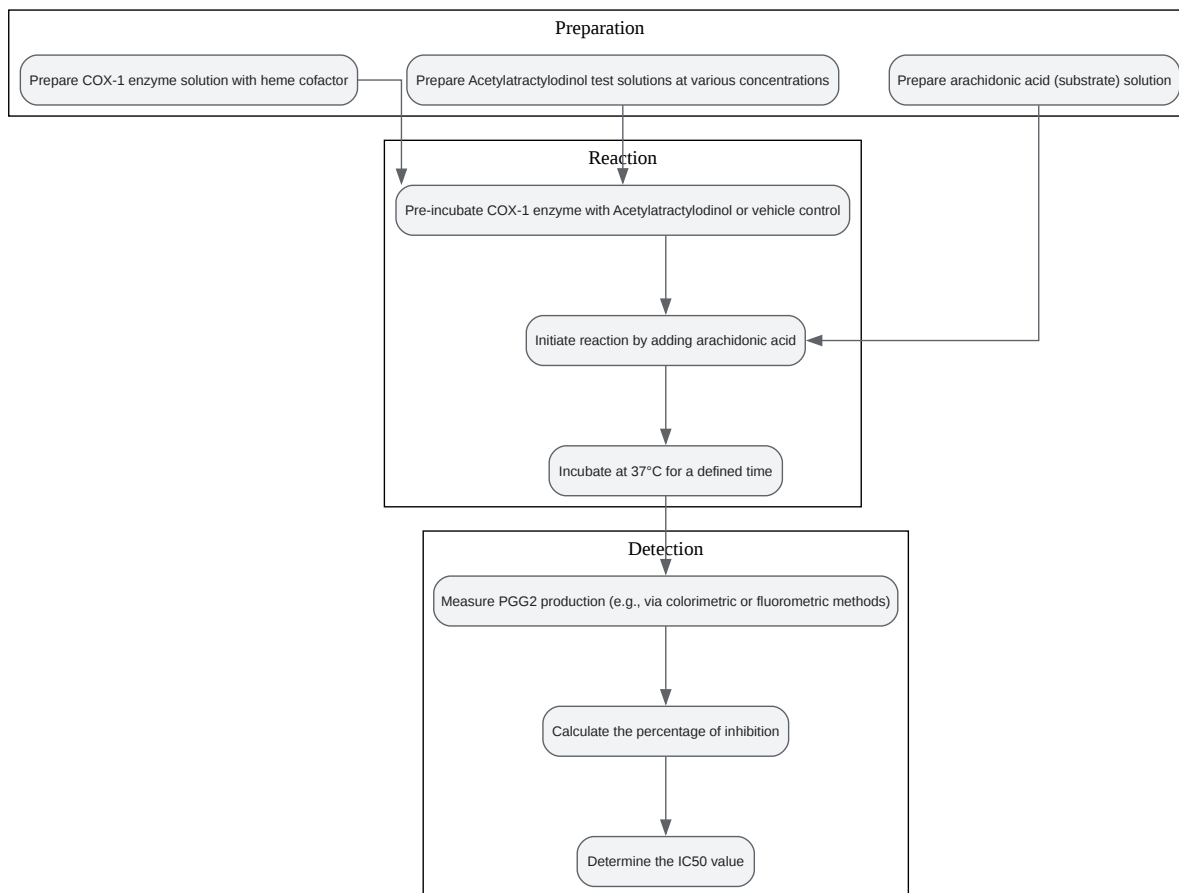 Preparation
Prepare COX-1 enzyme solution with heme cofactor
Prepare Acetylatractylodinol test solutions at various concentrations
Prepare arachidonic acid (substrate) solution
Reaction
Pre-incubate COX-1 enzyme with Acetylatractylodinol or vehicle control
Initiate reaction by adding arachidonic acid
Incubate at 37°C for a defined time
Detection
Measure PGG2 production (e.g., via colorimetric or fluorometric methods)
Calculate the percentage of inhibition
Determine the IC50 value